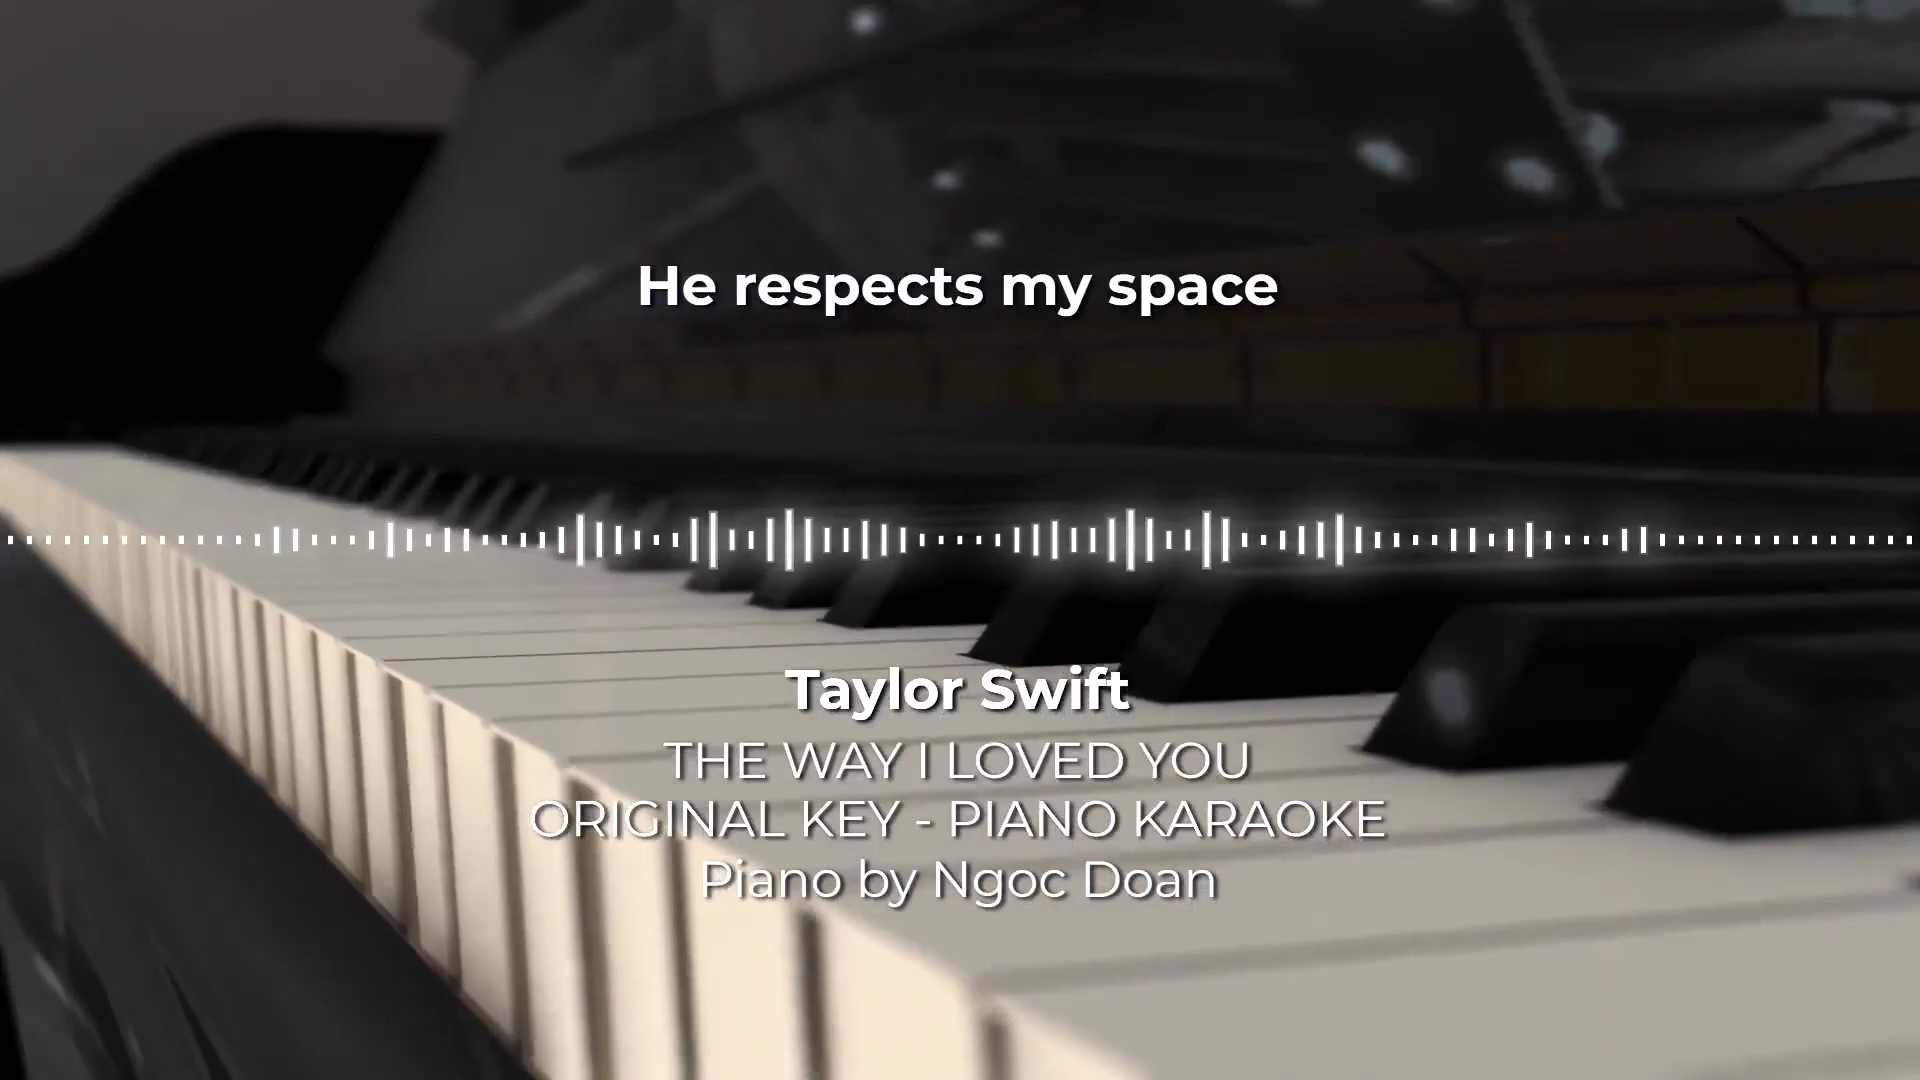 He respects my space
Taylor Swift
THE WAY I LOVED YOU
ORIGINAL KEY - PIANO KARAOKE
Piano by Ngoc Doan